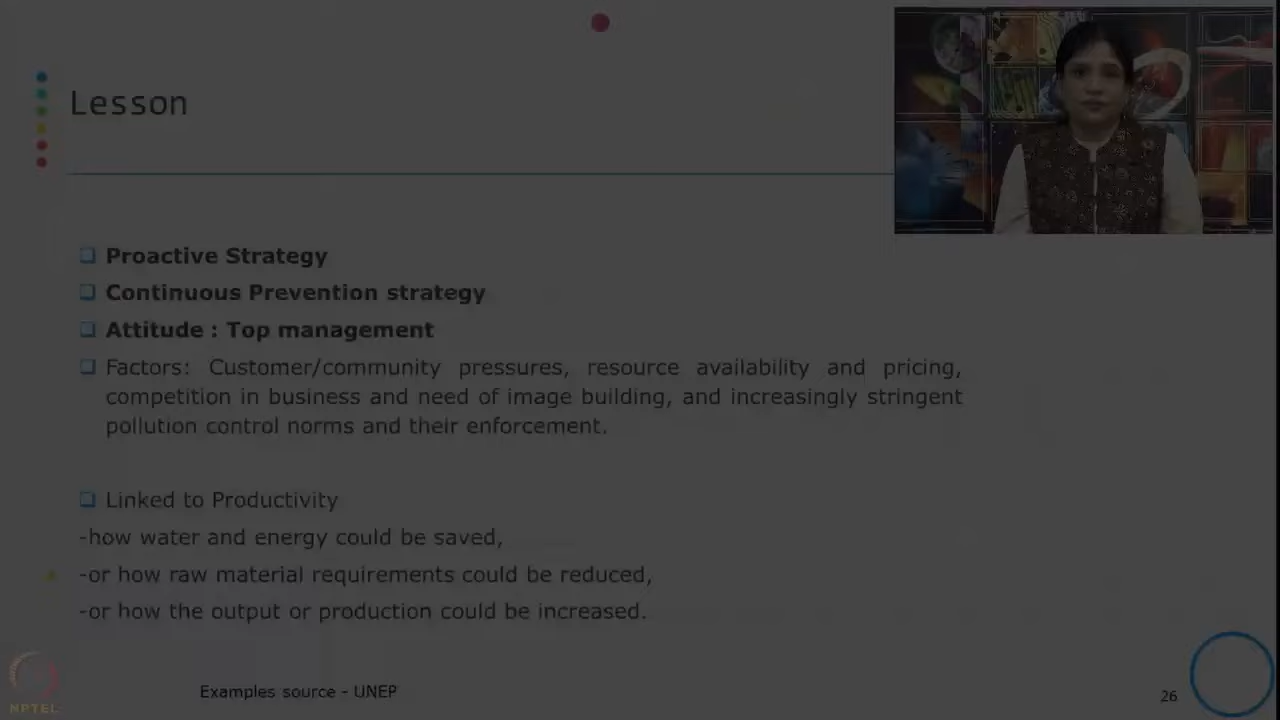 Lesson
Proactive Strategy
Continuous Prevention strategy
Attitude : Top management
Factors: Customer/community pressures, resource availability and pricing,
competition in business and need of image building, and increasingly stringent
pollution control norms and their enforcement.
Linked to Productivity
-how water and energy could be saved,
-or how raw material requirements could be reduced,
-or how the output or production could be increased.
Examples source - UNEP
26
NPTEL